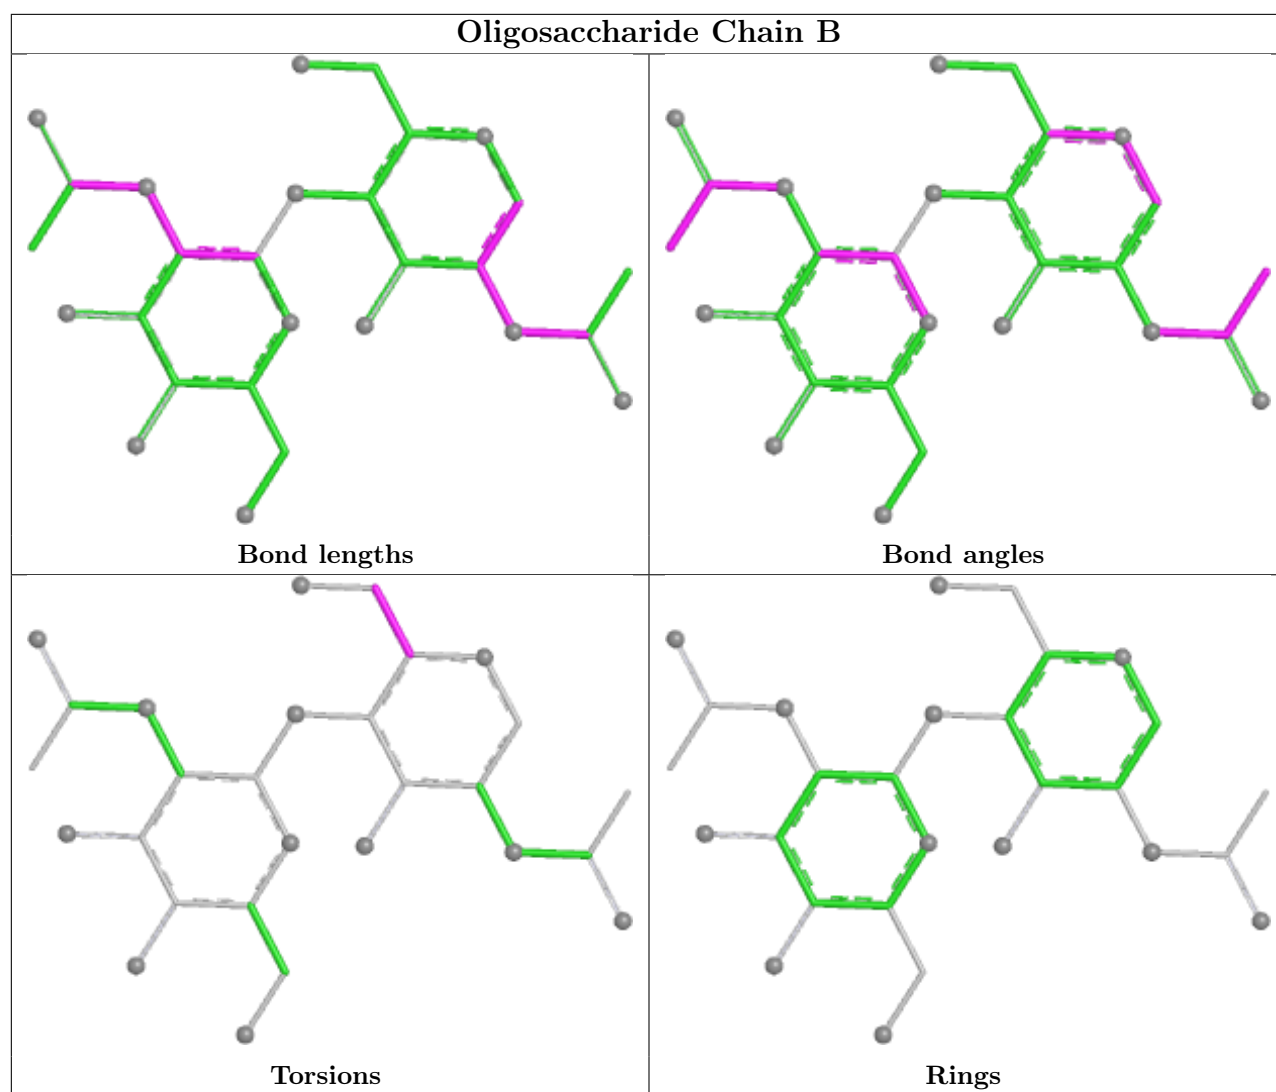 Oligosaccharide Chain B
Bond lengths
Bond angles
Torsions
Rings